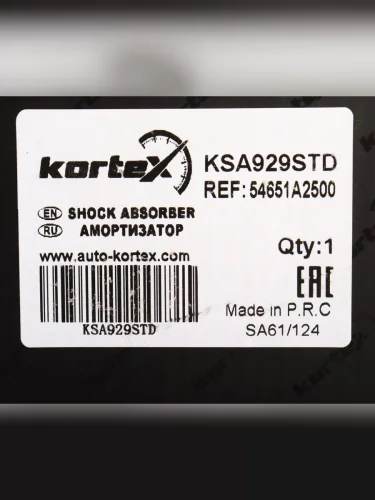 kortex
KSA929STD
REF: 54651A2500
EN SHOCK ABSORBER
RU АМОРТИЗАТОР
Qty:1
www.auto-kortex.com
KSA929STD
EAC
Made in P.R.C
SA61/124